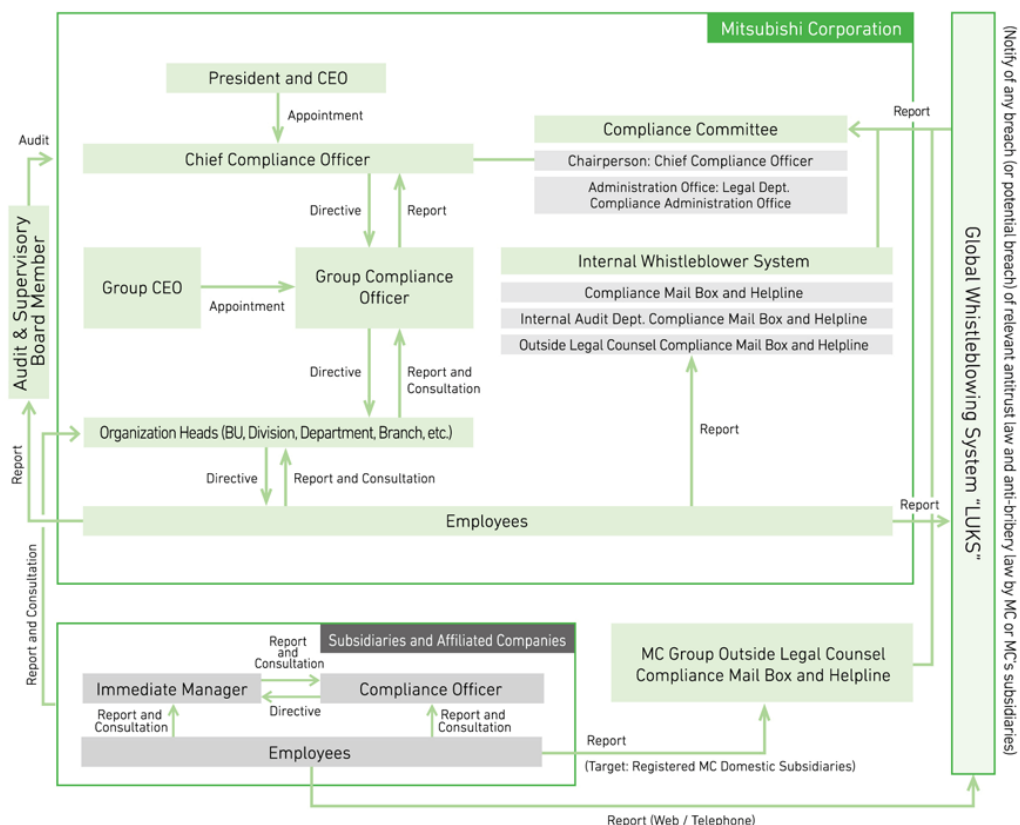 Mitsubishi Corporation
President and CEO
Appointment
Audit
Chief Compliance Officer
Report
Compliance Committee
Chairperson: Chief Compliance Officer
Administration Office: Legal Dept.
Compliance Administration Office
Directive
Report
Audit & Supervisory
Board Member
Group CEO
Appointment
Group Compliance
Officer
Internal Whistleblower System
Compliance Mail Box and Helpline
Internal Audit Dept. Compliance Mail Box and Helpline
Outside Legal Counsel Compliance Mail Box and Helpline
Directive
Report and
Consultation
Report
Organization Heads (BU, Division, Department, Branch, etc.)
Report
Directive
Report and Consultation
Employees
Report
Global Whistleblowing System "LUKS"
(Notify of any breach (or potential breach) of relevant antitrust law and anti-bribery law by MC or MC's subsidiaries)
Report and Consultation
Subsidiaries and Affiliated Companies
Report
and
Consultation
Immediate Manager
Compliance Officer
Directive
Report and
Consultation
Report and
Consultation
Employees
MC Group Outside Legal Counsel
Compliance Mail Box and Helpline
Report
(Target: Registered MC Domestic Subsidiaries)
Report (Web / Telephone)